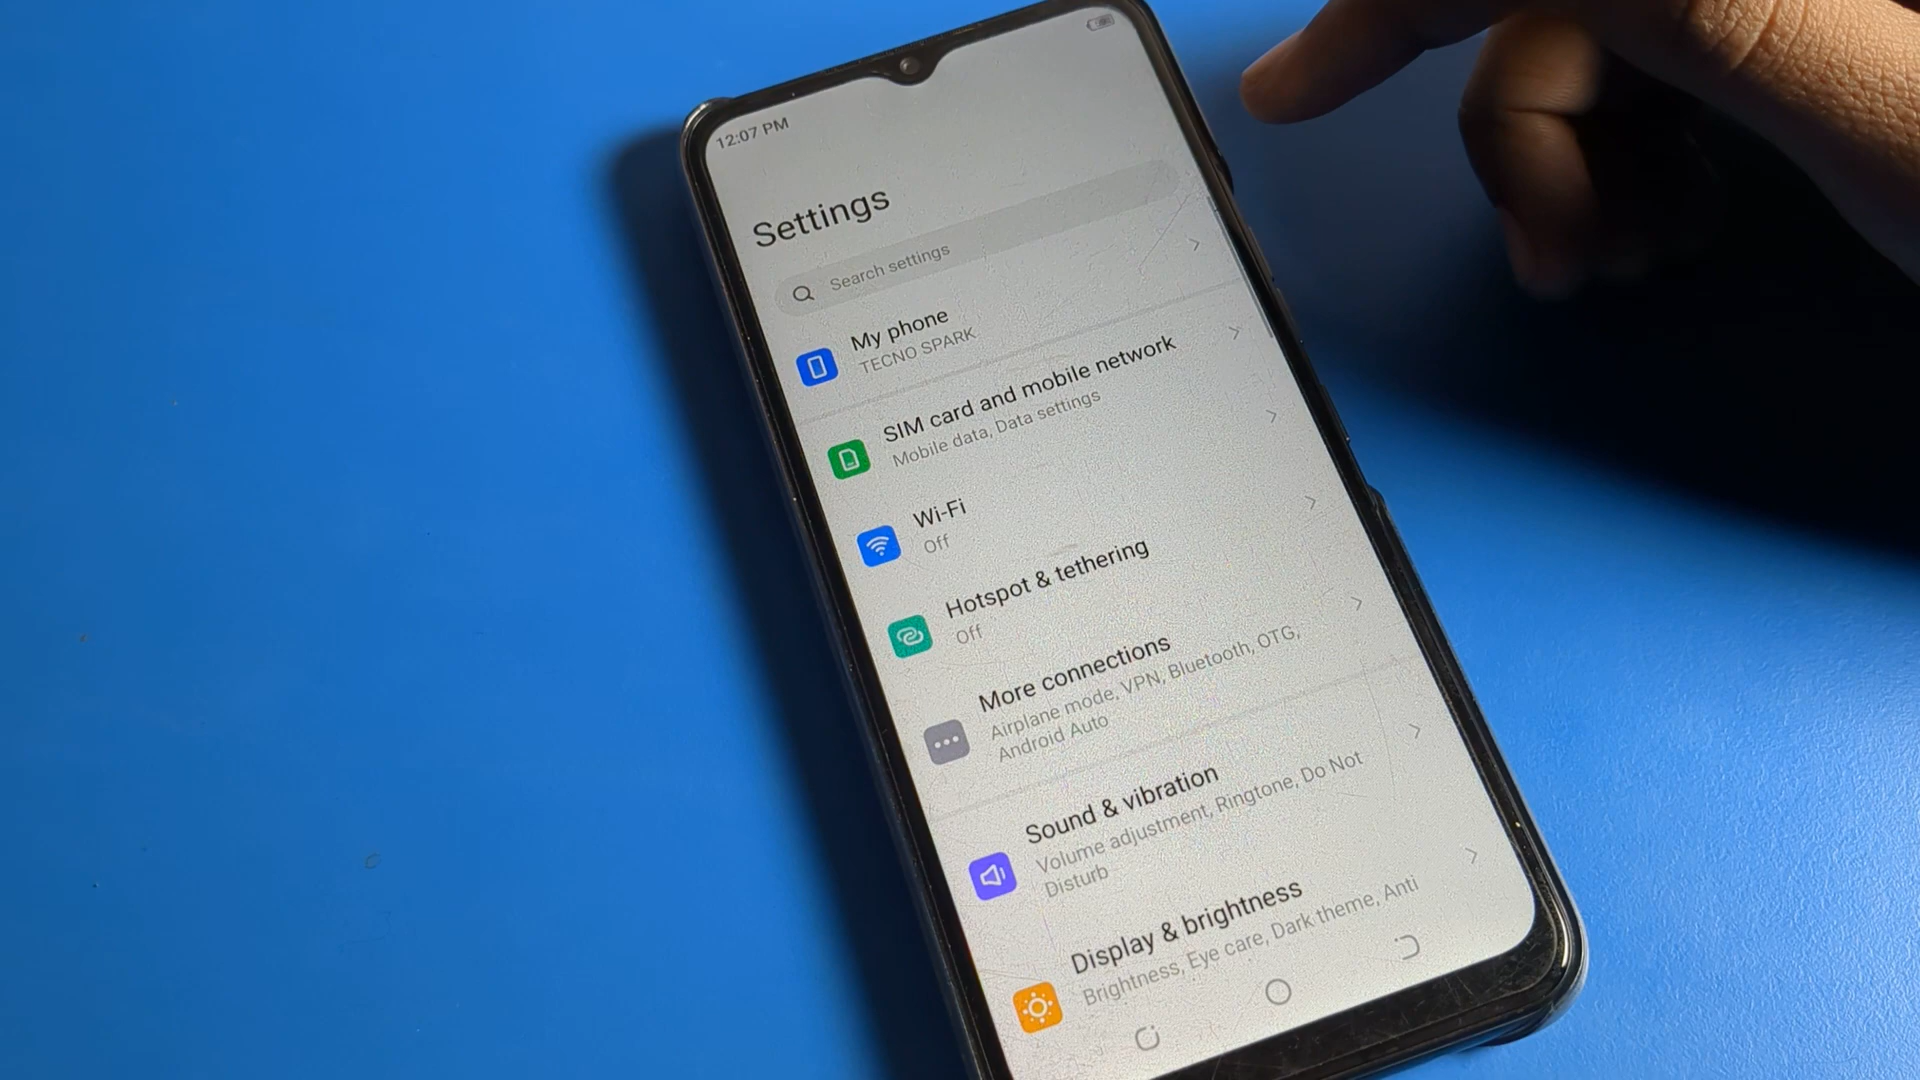 12:07 PM
Settings
Search settings
My phone
TECNO SPARK
SIM card and mobile network
Mobile data, Data settings
Wi-Fi
Off
Hotspot & tethering
Off
More connections
Airplane mode, VPN, Bluetooth, OTG,
Android Auto
Sound & vibration
Volume adjustment, Ringtone, Do Not
Disturb
Display & brightness
Brightness, Eye care, Dark theme, Anti